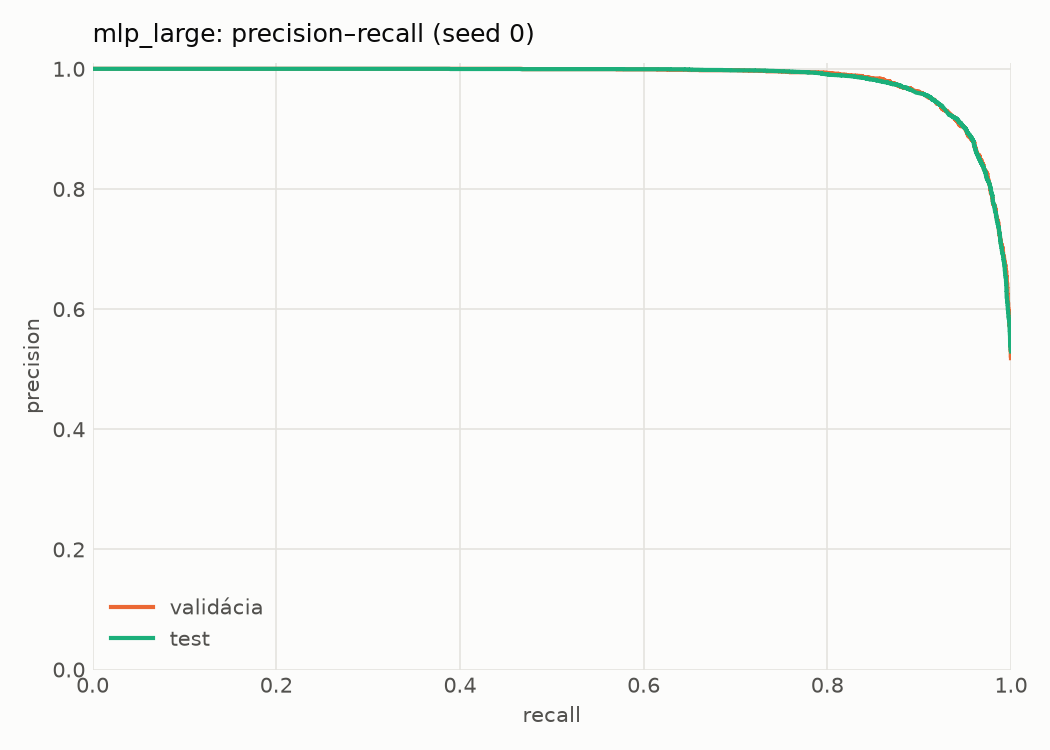 mlp_large: precision–recall (seed 0)
1.0
0.8
0.6
0.4
0.2
0.0
precision
validácia
test
0.0 0.2 0.4 0.6 0.8 1.0
recall